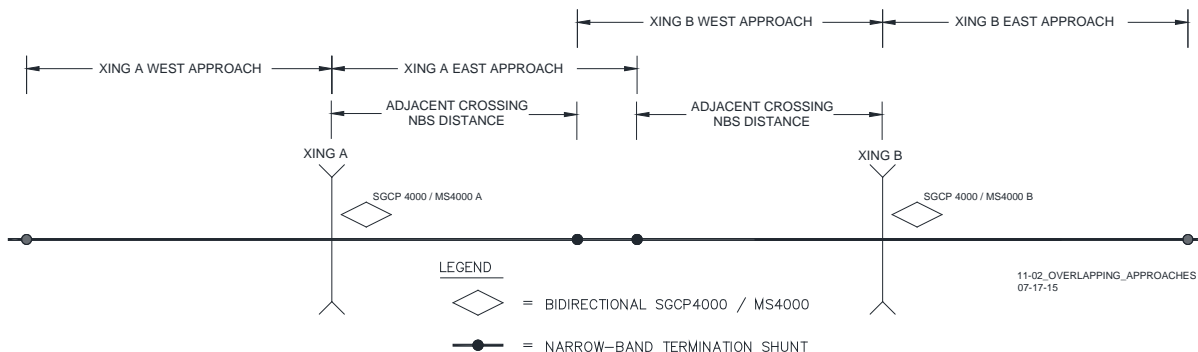 XING B WEST APPROACH
XING B EAST APPROACH
XING A WEST APPROACH
XING A EAST APPROACH
ADJACENT CROSSING
NBS DISTANCE
ADJACENT CROSSING
NBS DISTANCE
XING A
XING B
SGCP 4000 / MS4000 A
SGCP 4000 / MS4000 B
LEGEND
= BIDIRECTIONAL SGCP4000 / MS4000
= NARROW-BAND TERMINATION SHUNT
11-02_OVERLAPPING_APPROACHES
07-17-15